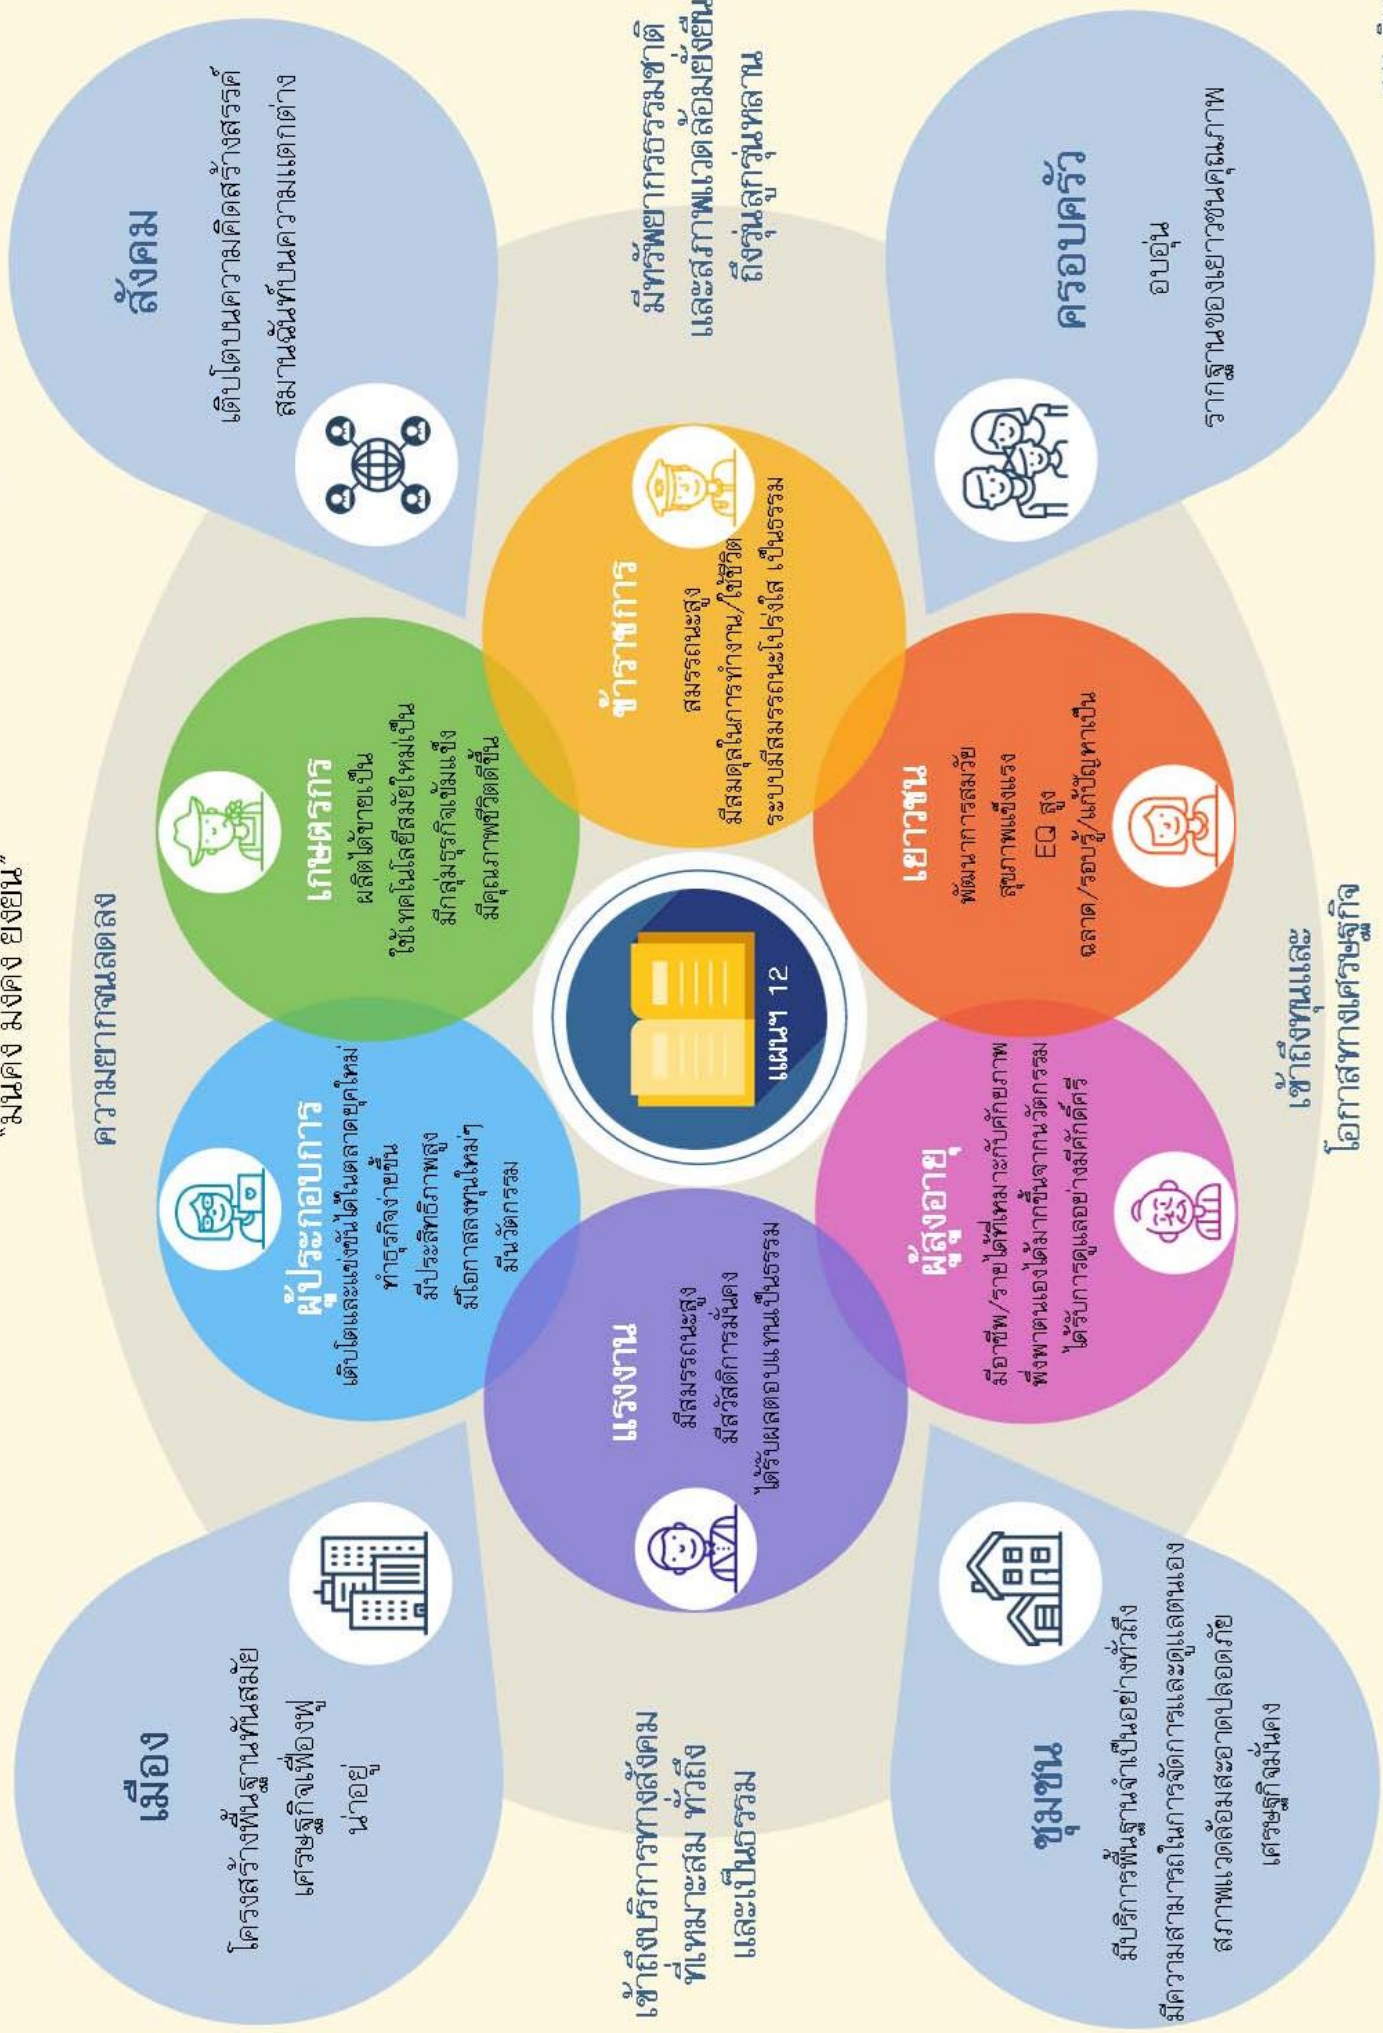 “มั่นคง มั่งคั่ง ยั่งยืน”
ความยากจนลดลง
เมือง
โครงสร้างพื้นฐานทันสมัย
เศรษฐกิจเฟื่องฟู
น่าอยู่
ผู้ประกอบการ
เติบโตและแข่งขันได้ในตลาดยุคใหม่
ทำธุรกิจง่ายขึ้น
มีประสิทธิภาพสูง
มีโอกาสลงทุนใหม่ๆ
มีนวัตกรรม
เกษตรกร
ผลิตได้ขายเป็น
ใช้เทคโนโลยีสมัยใหม่เป็น
มีกลุ่มธุรกิจเข้มแข็ง
มีคุณภาพชีวิตดีขึ้น
สังคม
เติบโตบนความคิดสร้างสรรค์
สมานฉันท์บนความแตกต่าง
เข้าถึงบริการทางสังคม
ที่เหมาะสม ทั่วถึง
และเป็นธรรม
แรงงาน
มีสมรรถนะสูง
มีสวัสดิการมั่นคง
ได้รับผลตอบแทนเป็นธรรม
แผนฯ 12
ข้าราชการ
สมรรถนะสูง
มีสมดุลในการทำงาน/ใช้ชีวิต
ระบบมีสมรรถนะโปร่งใส เป็นธรรม
มีทรัพยากรธรรมชาติ
และสภาพแวดล้อมยั่งยืน
ถึงรุ่นลูกรุ่นหลาน
ชุมชน
มีบริการพื้นฐานจำเป็นอย่างทั่วถึง
มีความสามารถในการจัดการและดูแลตนเอง
สภาพแวดล้อมสะอาดปลอดภัย
เศรษฐกิจมั่นคง
ผู้สูงอายุ
มีอาชีพ/รายได้ที่เหมาะกับศักยภาพ
พึ่งพาตนเองได้มากขึ้นจากนวัตกรรม
ได้รับการดูแลอย่างมีศักดิ์ศรี
เยาวชน
พัฒนาการสมวัย
สุขภาพแข็งแรง
EQ สูง
ฉลาด/รอบรู้/แก้ปัญหาเป็น
ครอบครัว
อบอุ่น
รากฐานของเยาวชนคุณภาพ
เข้าถึงทุนและ
โอกาสทางเศรษฐกิจ